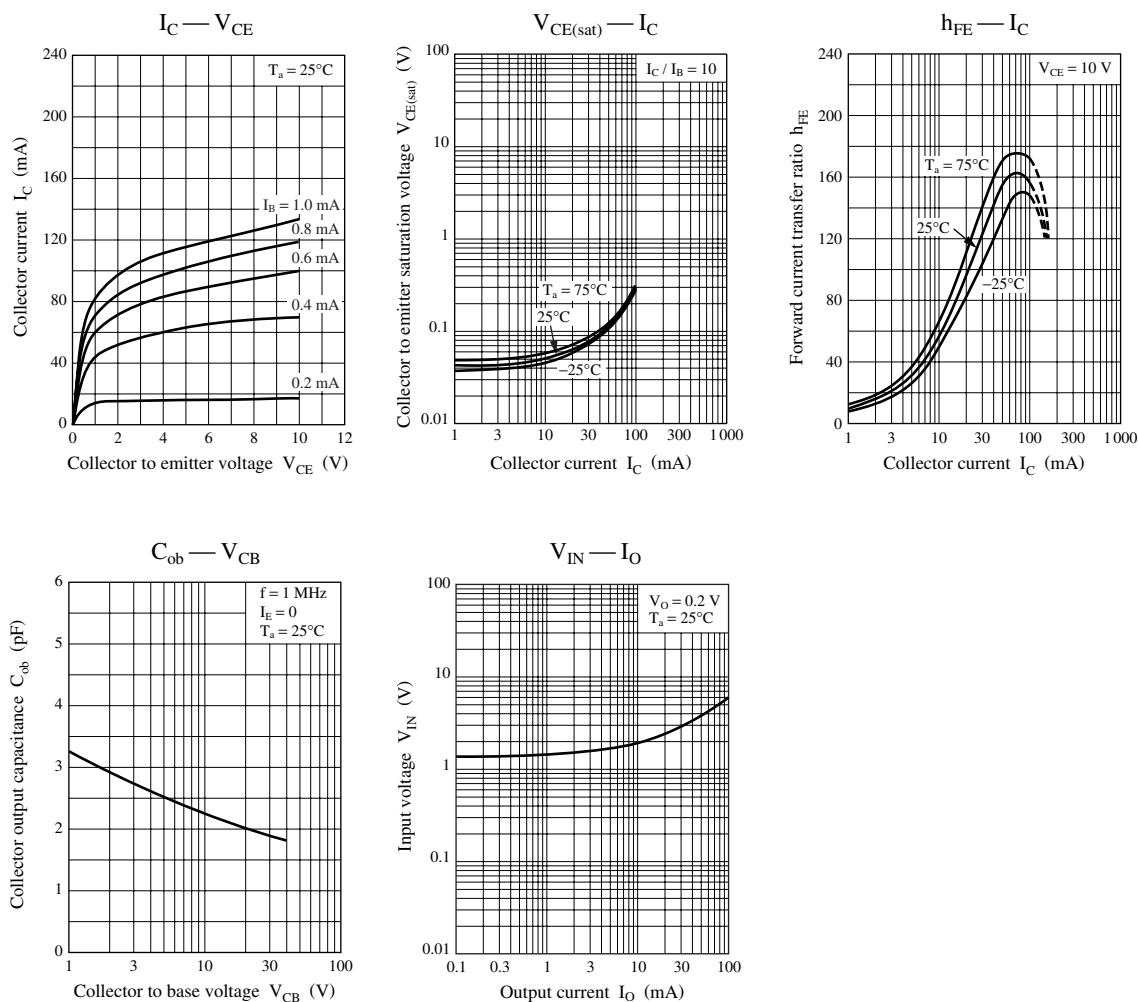 I_C — V_CE
240
200
160
120
80
40
0
0 2 4 6 8 10 12
T_a = 25°C
I_B = 1.0 mA
0.8 mA
0.6 mA
0.4 mA
0.2 mA
Collector current I_C (mA)
Collector to emitter voltage V_CE (V)
V_CE(sat) — I_C
100
10
1
0.1
0.01
1 3 10 30 100 300 1 000
I_C / I_B = 10
T_a = 75°C
25°C
–25°C
Collector to emitter saturation voltage V_CE(sat) (V)
Collector current I_C (mA)
h_FE — I_C
240
200
160
120
80
40
0
1 3 10 30 100 300 1 000
V_CE = 10 V
T_a = 75°C
25°C
–25°C
Forward current transfer ratio h_FE
Collector current I_C (mA)
C_ob — V_CB
6
5
4
3
2
1
0
1 3 10 30 100
f = 1 MHz
I_E = 0
T_a = 25°C
Collector output capacitance C_ob (pF)
Collector to base voltage V_CB (V)
V_IN — I_O
100
10
1
0.1
0.01
0.1 0.3 1 3 10 30 100
V_O = 0.2 V
T_a = 25°C
Input voltage V_IN (V)
Output current I_O (mA)